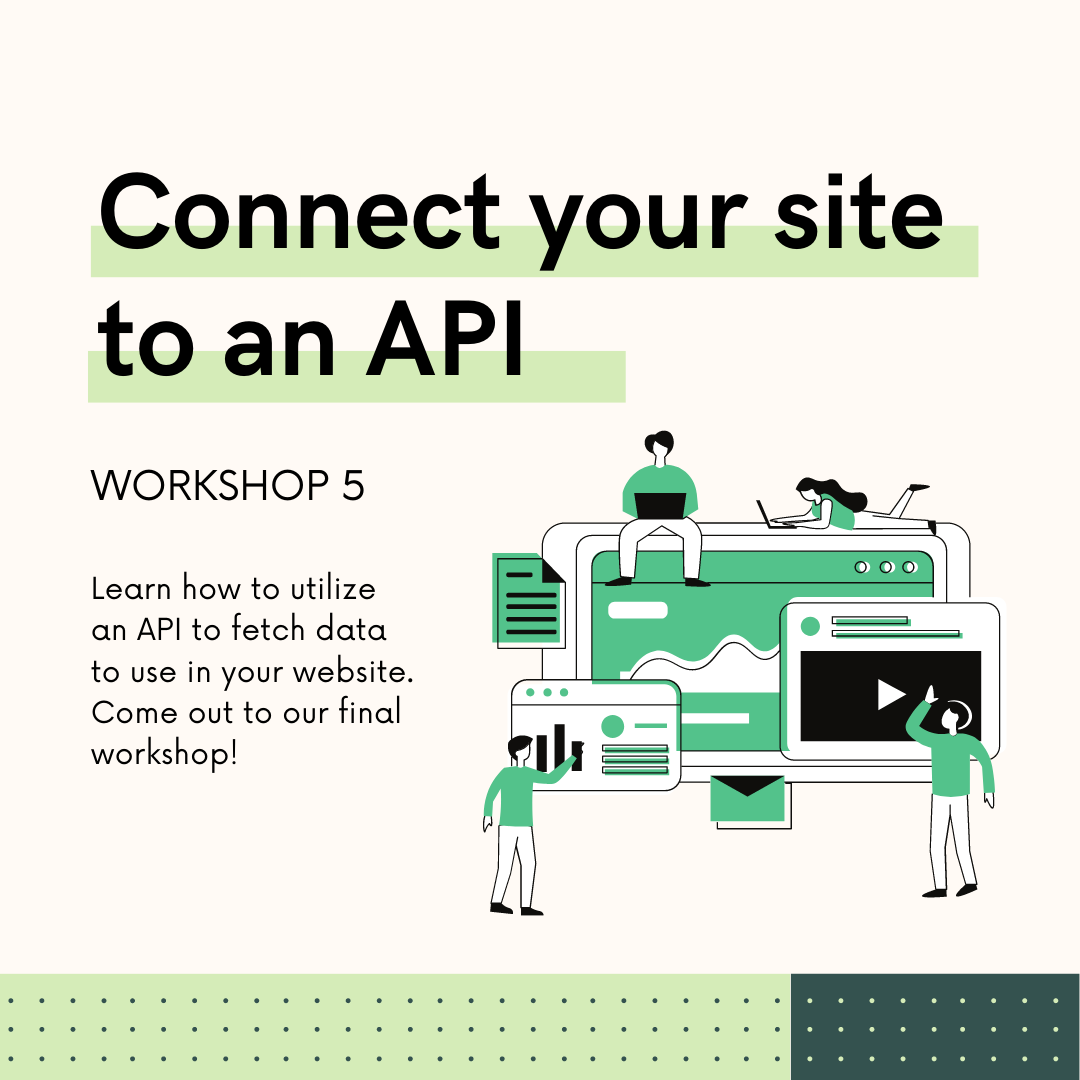 Connect your site
to an API
WORKSHOP 5
Learn how to utilize
an API to fetch data
to use in your website.
Come out to our final
workshop!